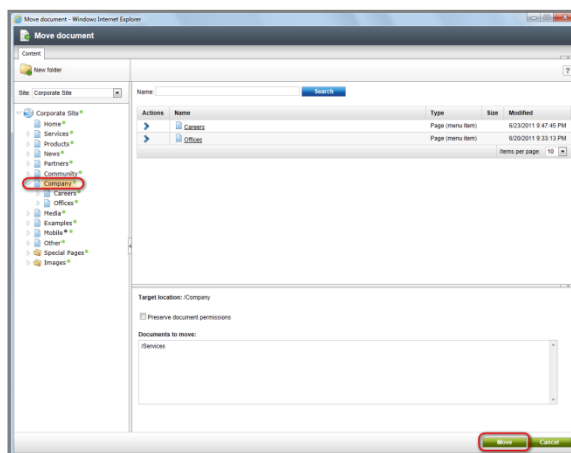 Move document - Windows Internet Explorer
Move document
Content
New folder
?
Site: Corporate Site
Name:
Search
Corporate Site
Home
Services
Products
News
Partners
Community
Company
Careers
Offices
Media
Examples
Mobile
Other
Special Pages
Images
Actions Name Type Size Modified
Careers Page (menu item) 6/23/2011 9:47:45 PM
Offices Page (menu item) 6/20/2011 9:33:13 PM
Items per page: 10
Target location: /Company
Preserve document permissions
Documents to move:
/Services
Move Cancel